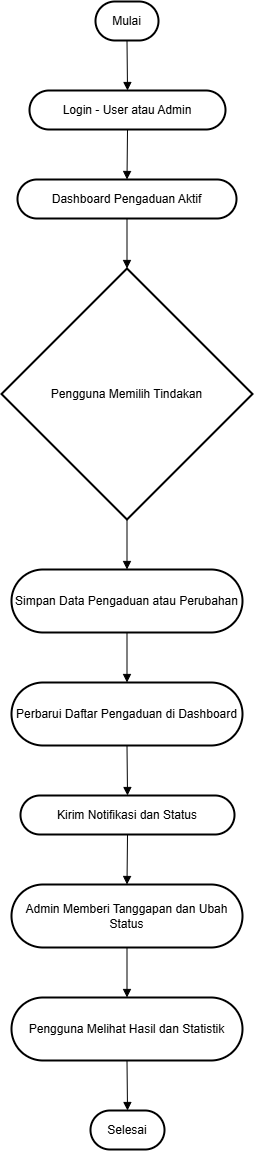 Mulai
Login - User atau Admin
Dashboard Pengaduan Aktif
Pengguna Memilih Tindakan
Simpan Data Pengaduan atau Perubahan
Perbarui Daftar Pengaduan di Dashboard
Kirim Notifikasi dan Status
Admin Memberi Tanggapan dan Ubah
Status
Pengguna Melihat Hasil dan Statistik
Selesai